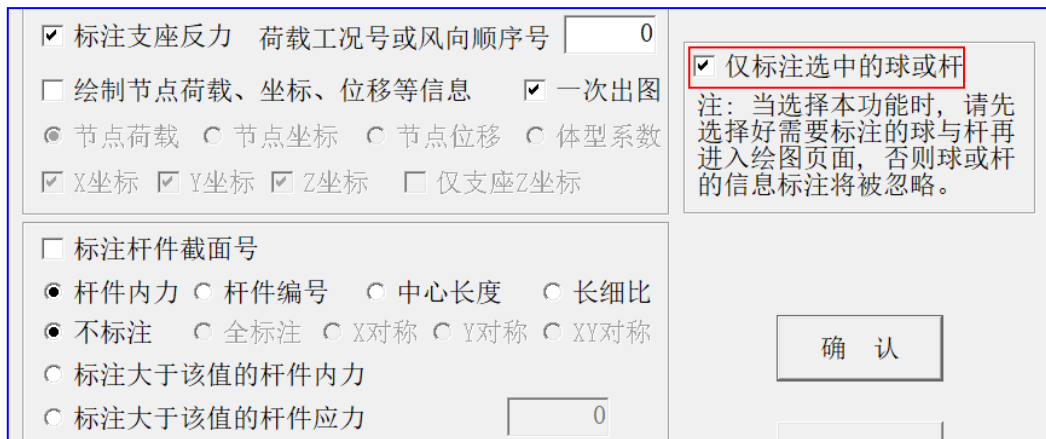 标注支座反力 荷载工况号或风向顺序号 0
绘制节点荷载、坐标、位移等信息 一次出图
节点荷载 节点坐标 节点位移 体型系数
X坐标 Y坐标 Z坐标 仅支座Z坐标
仅标注选中的球或杆
注: 当选择本功能时, 请先
选择好需要标注的球与杆再
进入绘图页面, 否则球或杆
的信息标注将被忽略。
标注杆件截面号
杆件内力 杆件编号 中心长度 长细比
不标注 全标注 X对称 Y对称 XY对称
标注大于该值的杆件内力
标注大于该值的杆件应力 0
确 认